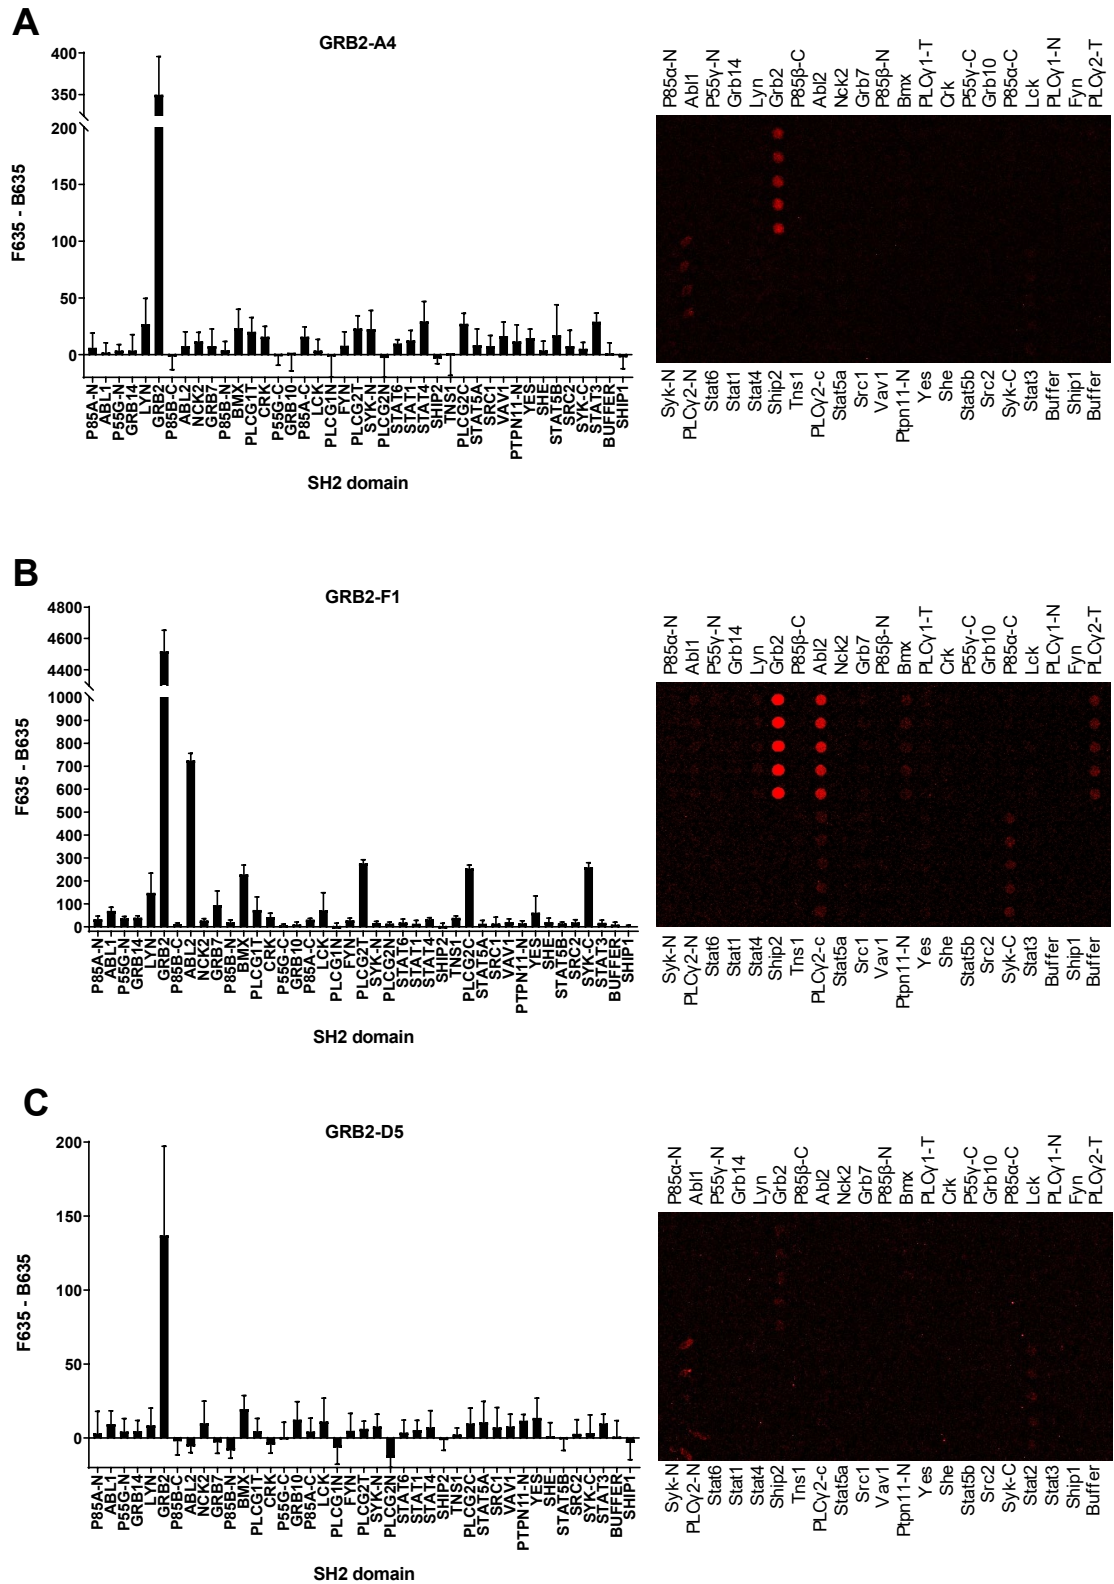 A
GRB2-A4
400
350
200
150
100
50
0
F635 - B635
P85A-N
ABL1
P55G-N
GRB14
LYN
GRB2
P85B-C
ABL2
NCK2
GRB7
P85B-N
BMX
PLCG1T
CRK
P55G-C
GRB10
P85A-C
LCK
PLCG1N
FYN
PLCG2T
SYK-N
PLCG2N
STAT6
STAT1
STAT4
SHIP2
TNS1
PLCG2C
STAT5A
SRC1
VAV1
PTPN11-N
YES
SHE
STAT5B
SRC2
SYK-C
STAT3
BUFFER
SHIP1
SH2 domain
P85α-N
Abl1
P55γ-N
Grb14
Lyn
Grb2
P85β-C
Abl2
Nck2
Grb7
P85β-N
Bmx
PLCγ1-T
Crk
P55γ-C
Grb10
P85α-C
Lck
PLCγ1-N
Fyn
PLCγ2-T
Syk-N
PLCγ2-N
Stat6
Stat1
Stat4
Ship2
Tns1
PLCγ2-c
Stat5a
Src1
Vav1
Ptpn11-N
Yes
She
Stat5b
Src2
Syk-C
Stat3
Buffer
Ship1
Buffer
B
GRB2-F1
4800
4600
4400
1000
900
800
700
600
500
400
300
200
100
0
F635 - B635
P85A-N
ABL1
P55G-N
GRB14
LYN
GRB2
P85B-C
ABL2
NCK2
GRB7
P85B-N
BMX
PLCG1T
CRK
P55G-C
GRB10
P85A-C
LCK
PLCG1N
FYN
PLCG2T
SYK-N
PLCG2N
STAT6
STAT1
STAT4
SHIP2
TNS1
PLCG2C
STAT5A
SRC1
VAV1
PTPN11-N
YES
SHE
STAT5B
SRC2
SYK-C
STAT3
BUFFER
SHIP1
SH2 domain
P85α-N
Abl1
P55γ-N
Grb14
Lyn
Grb2
P85β-C
Abl2
Nck2
Grb7
P85β-N
Bmx
PLCγ1-T
Crk
P55γ-C
Grb10
P85α-C
Lck
PLCγ1-N
Fyn
PLCγ2-T
Syk-N
PLCγ2-N
Stat6
Stat1
Stat4
Ship2
Tns1
PLCγ2-c
Stat5a
Src1
Vav1
Ptpn11-N
Yes
She
Stat5b
Src2
Syk-C
Stat3
Buffer
Ship1
Buffer
C
GRB2-D5
200
150
100
50
0
F635 - B635
P85A-N
ABL1
P55G-N
GRB14
LYN
GRB2
P85B-C
ABL2
NCK2
GRB7
P85B-N
BMX
PLCG1T
CRK
P55G-C
GRB10
P85A-C
LCK
PLCG1N
FYN
PLCG2T
SYK-N
PLCG2N
STAT6
STAT1
STAT4
SHIP2
TNS1
PLCG2C
STAT5A
SRC1
VAV1
PTPN11-N
YES
SHE
STAT5B
SRC2
SYK-C
STAT3
BUFFER
SHIP1
SH2 domain
P85α-N
Abl1
P55γ-N
Grb14
Lyn
Grb2
P85β-C
Abl2
Nck2
Grb7
P85β-N
Bmx
PLCγ1-T
Crk
P55γ-C
Grb10
P85α-C
Lck
PLCγ1-N
Fyn
PLCγ2-T
Syk-N
PLCγ2-N
Stat6
Stat1
Stat4
Ship2
Tns1
PLCγ2-c
Stat5a
Src1
Vav1
Ptpn11-N
Yes
She
Stat5b
Src2
Syk-C
Stat2
Stat3
Ship1
Buffer